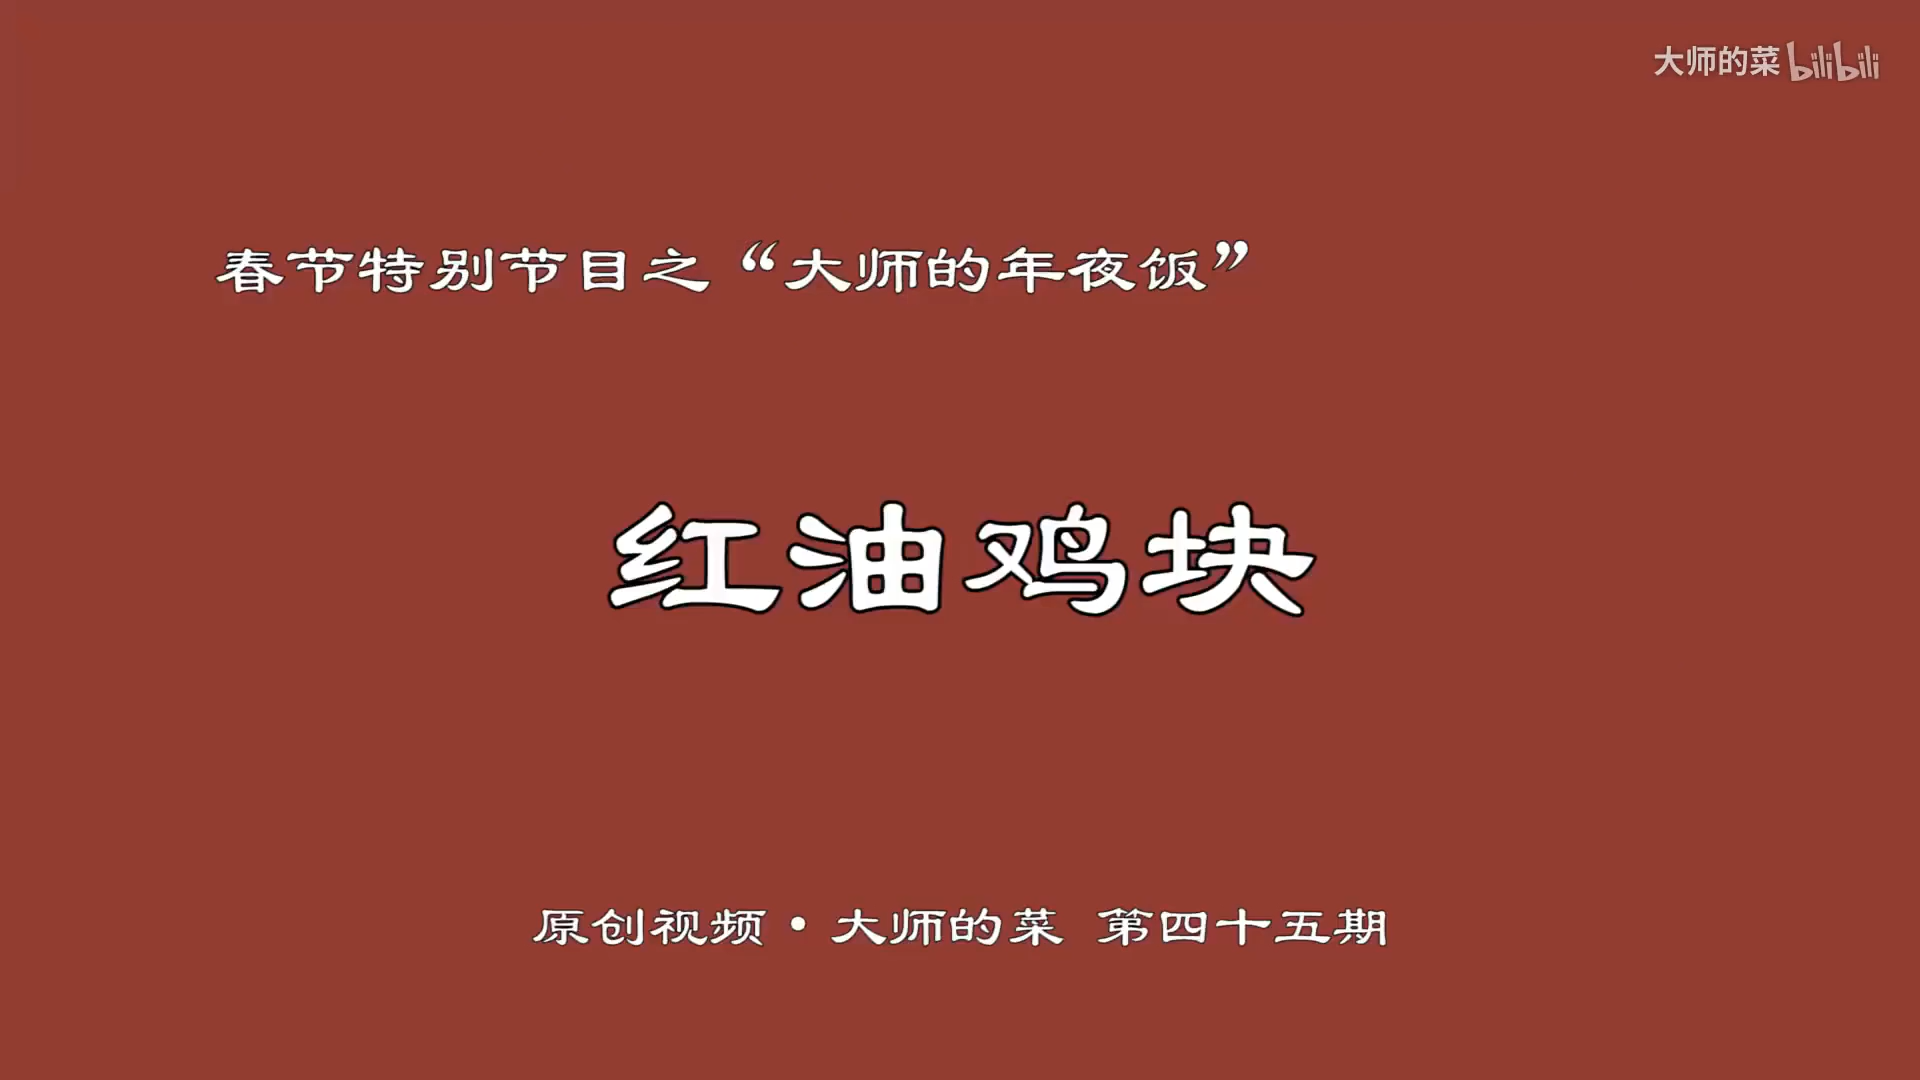 大师的菜 bilibili
春节特别节目之“大师的年夜饭”
红油鸡块
原创视频·大师的菜 第四十五期